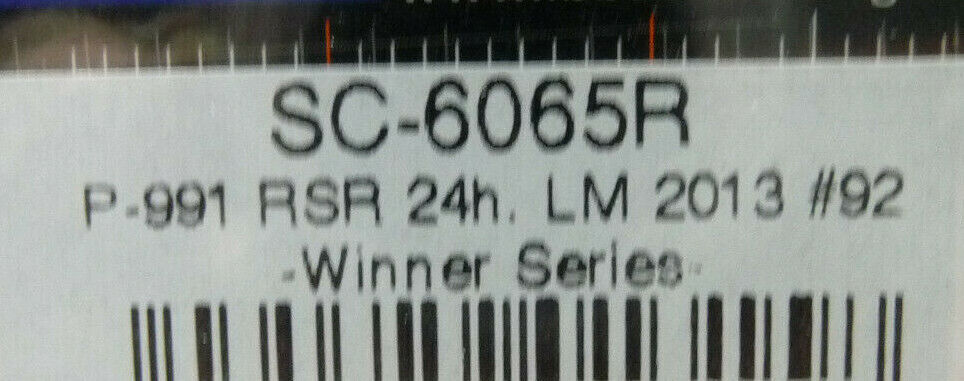 SC-6065R
P-991 RSR 24h. LM 2013 #92
-Winner Series-